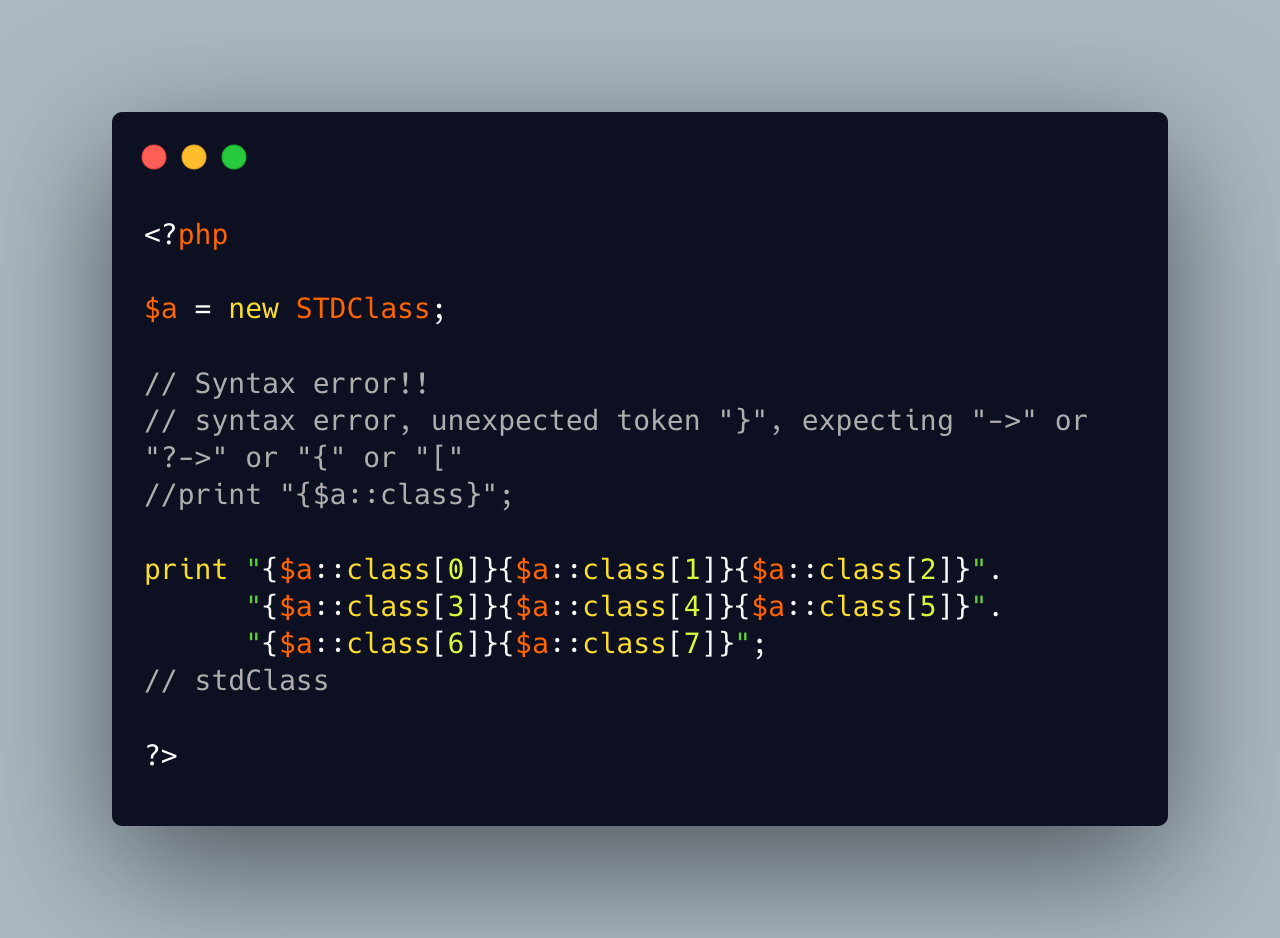 <?php
$a = new STDClass;
// Syntax error!!
// syntax error, unexpected token "}", expecting "->" or
"?->" or "{" or "["
//print "{$a::class}";
print "{$a::class[0]}{$a::class[1]}{$a::class[2]}".
      "{$a::class[3]}{$a::class[4]}{$a::class[5]}".
      "{$a::class[6]}{$a::class[7]}";
// stdClass
?>